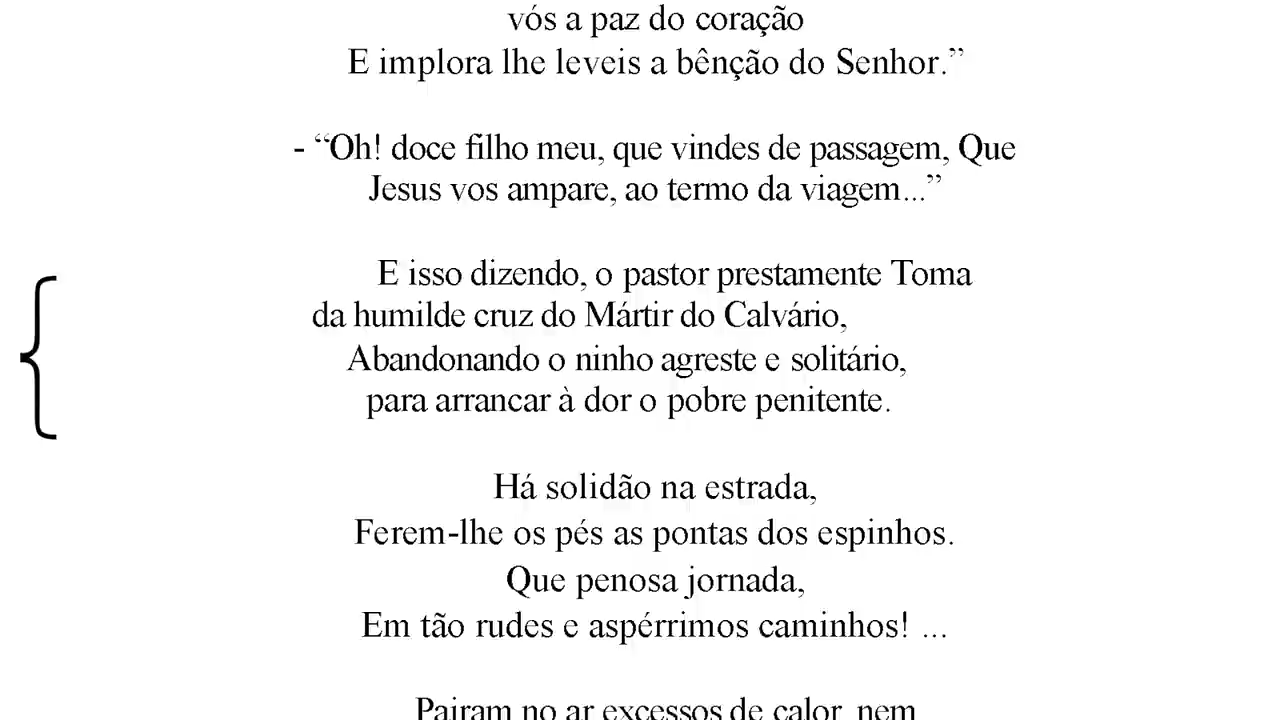 vós a paz do coração
E implora lhe leveis a bênção do Senhor.”
- “Oh! doce filho meu, que vindes de passagem, Que
Jesus vos ampare, ao termo da viagem...”
E isso dizendo, o pastor prestamente Toma
da humilde cruz do Mártir do Calvário,
Abandonando o ninho agreste e solitário,
para arrancar à dor o pobre penitente.
Há solidão na estrada,
Ferem-lhe os pés as pontas dos espinhos.
Que penosa jornada,
Em tão rudes e aspérrimos caminhos! ...
Pairam no ar excessos de calor, nem